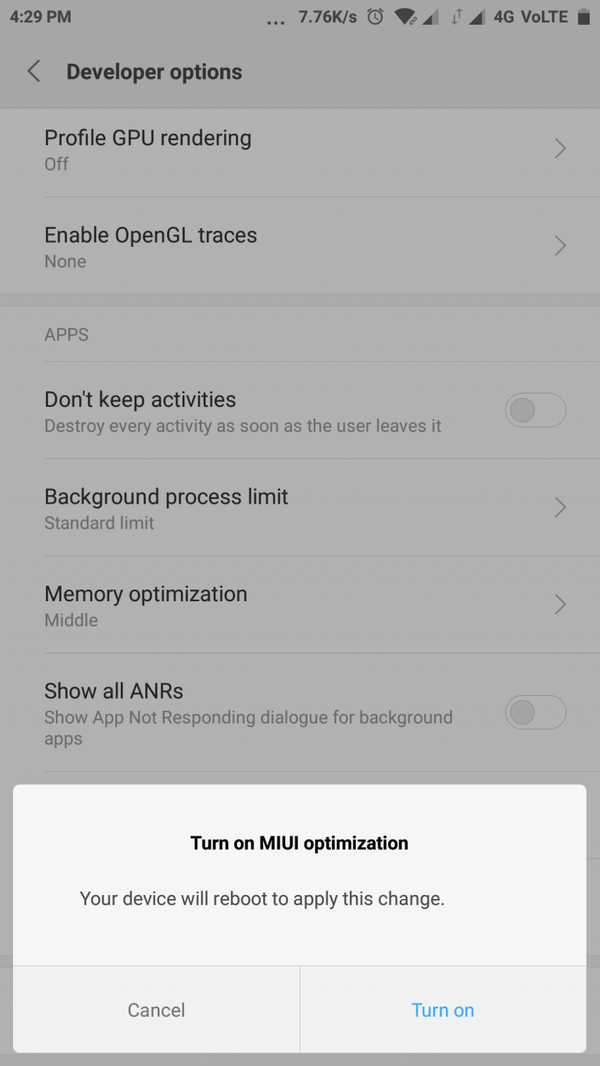 4:29 PM ... 7.76K/s 4G VoLTE
Developer options
Profile GPU rendering
Off
Enable OpenGL traces
None
APPS
Don't keep activities
Destroy every activity as soon as the user leaves it
Background process limit
Standard limit
Memory optimization
Middle
Show all ANRs
Show App Not Responding dialogue for background
apps
Turn on MIUI optimization
Your device will reboot to apply this change.
Cancel Turn on